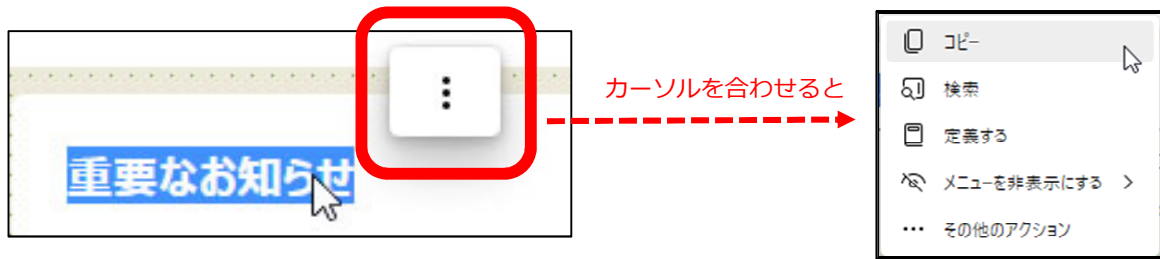 重要なお知らせ
カーソルを合わせると
コピー
検索
定義する
メニューを非表示にする
その他のアクション